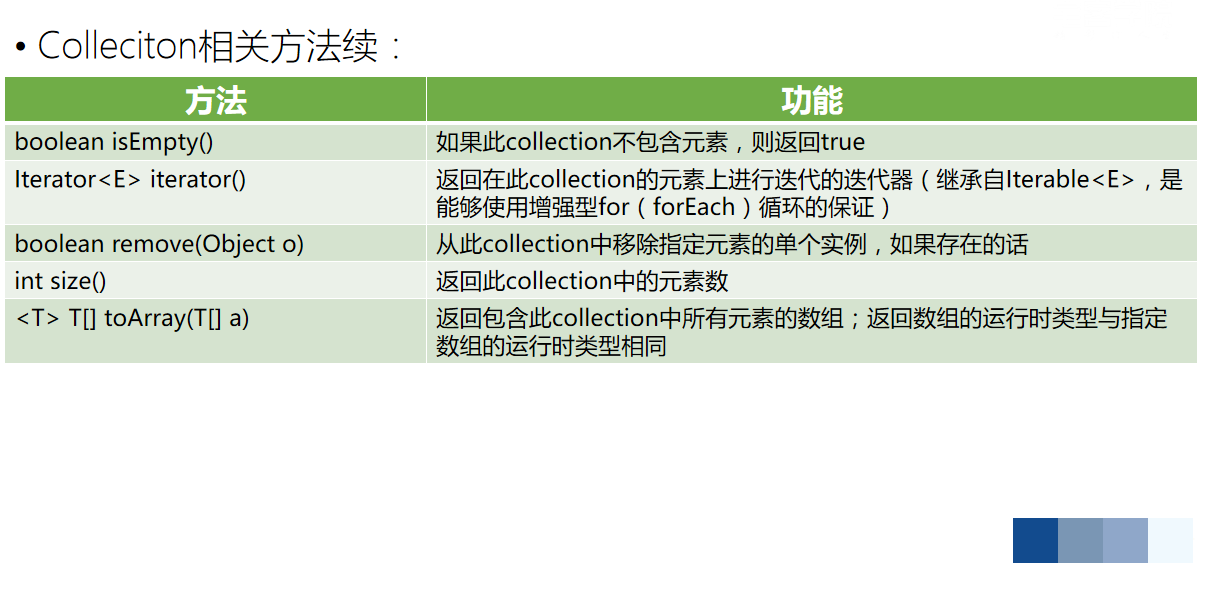 • Colleciton相关方法续：
方法
功能
boolean isEmpty()
如果此collection不包含元素，则返回true
Iterator<E> iterator()
返回在此collection的元素上进行迭代的迭代器（继承自Iterable<E>，是
能够使用增强型for（forEach）循环的保证）
boolean remove(Object o)
从此collection中移除指定元素的单个实例，如果存在的话
int size()
返回此collection中的元素数
<T> T[] toArray(T[] a)
返回包含此collection中所有元素的数组；返回数组的运行时类型与指定
数组的运行时类型相同